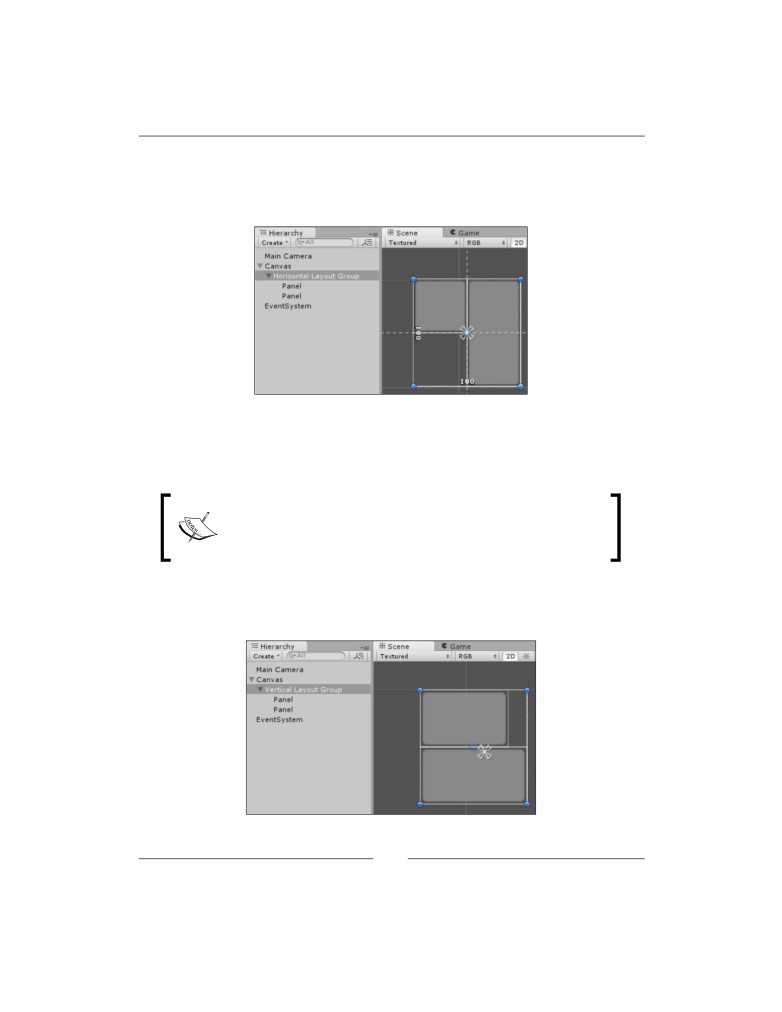 Hierarchy
Create
All
Main Camera
Canvas
Horizontal Layout Group
Panel
Panel
EventSystem
Scene
Game
Textured
RGB
2D
100
100
Hierarchy
Create
All
Main Camera
Canvas
Vertical Layout Group
Panel
Panel
EventSystem
Scene
Game
Textured
RGB
2D